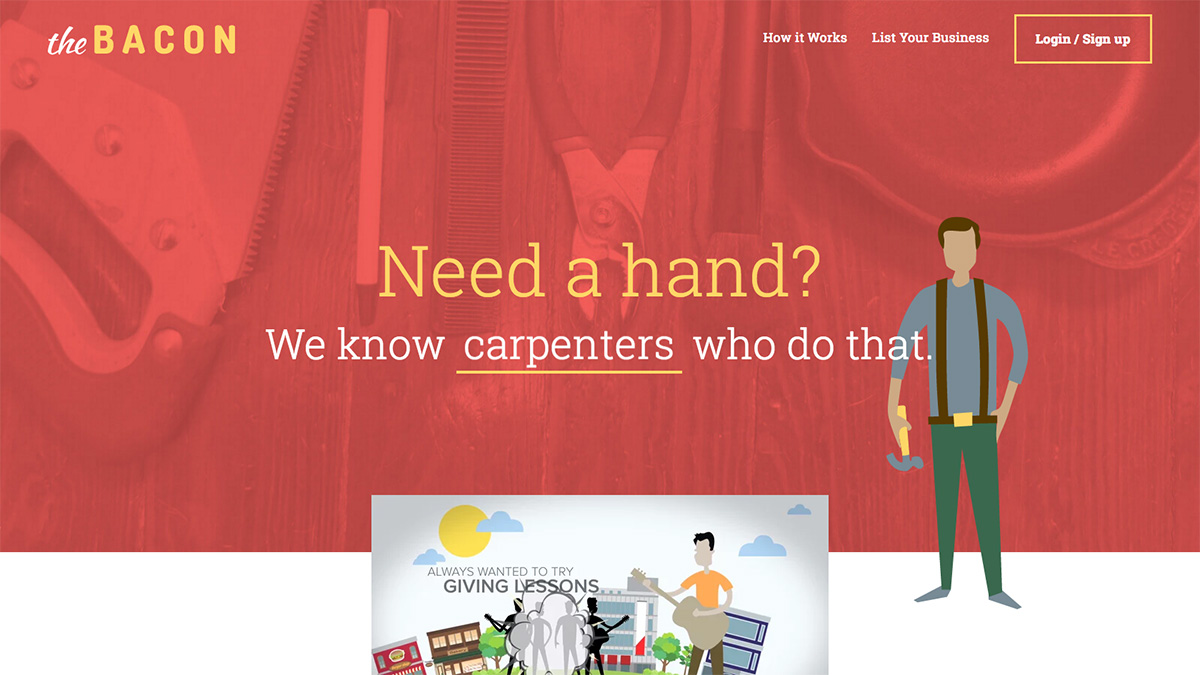 the BACON
How it Works
List Your Business
Login / Sign up
Need a hand?
We know carpenters who do that.
ALWAYS WANTED TO TRY
GIVING LESSONS